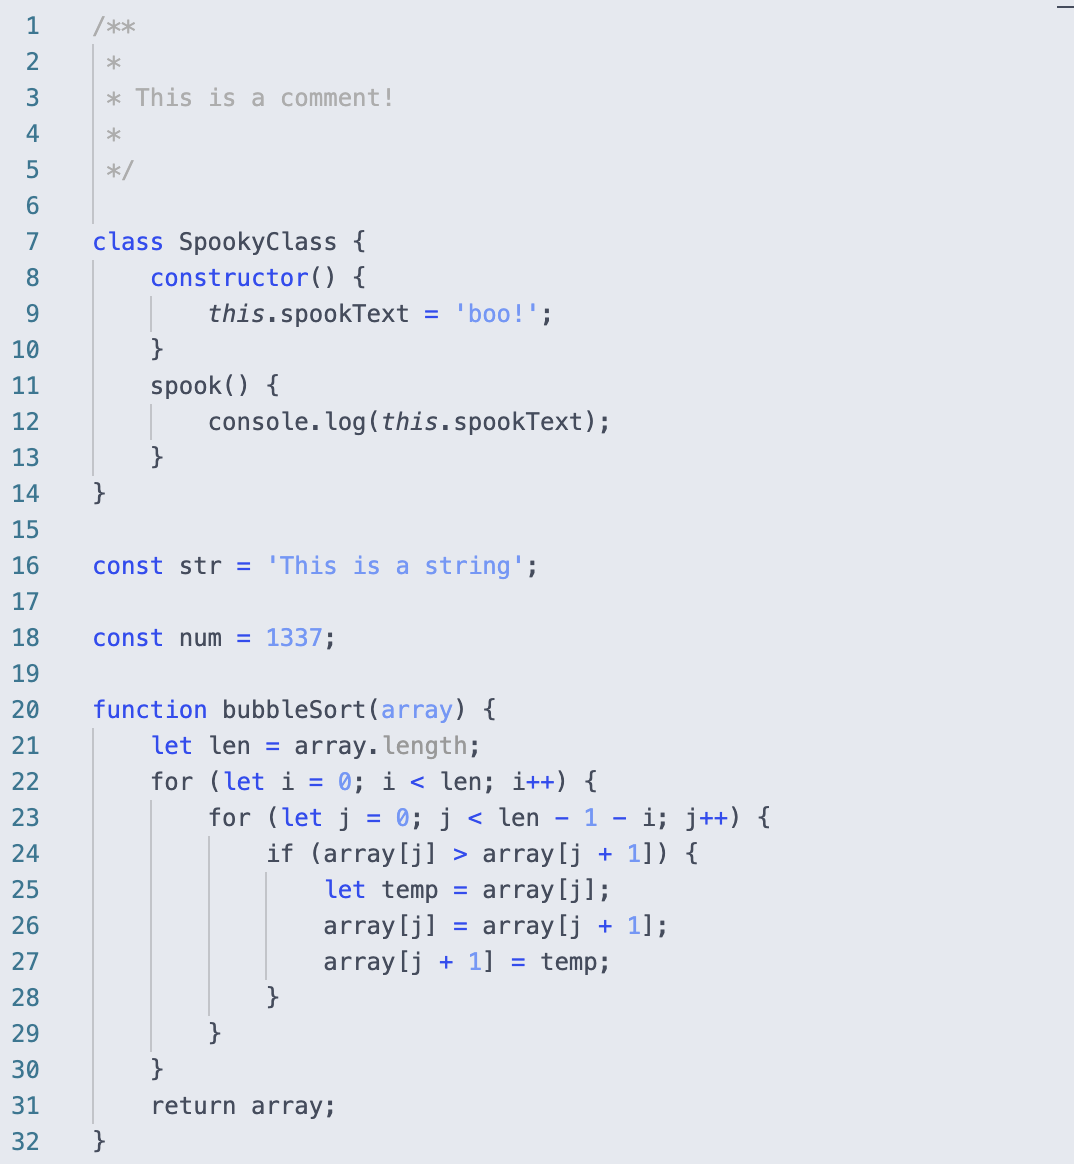 1 /**
2  *
3  * This is a comment!
4  *
5  */
6
7 class SpookyClass {
8     constructor() {
9         this.spookText = 'boo!';
10     }
11     spook() {
12         console.log(this.spookText);
13     }
14 }
15
16 const str = 'This is a string';
17
18 const num = 1337;
19
20 function bubbleSort(array) {
21     let len = array.length;
22     for (let i = 0; i < len; i++) {
23         for (let j = 0; j < len - 1 - i; j++) {
24             if (array[j] > array[j + 1]) {
25                 let temp = array[j];
26                 array[j] = array[j + 1];
27                 array[j + 1] = temp;
28             }
29         }
30     }
31     return array;
32 }